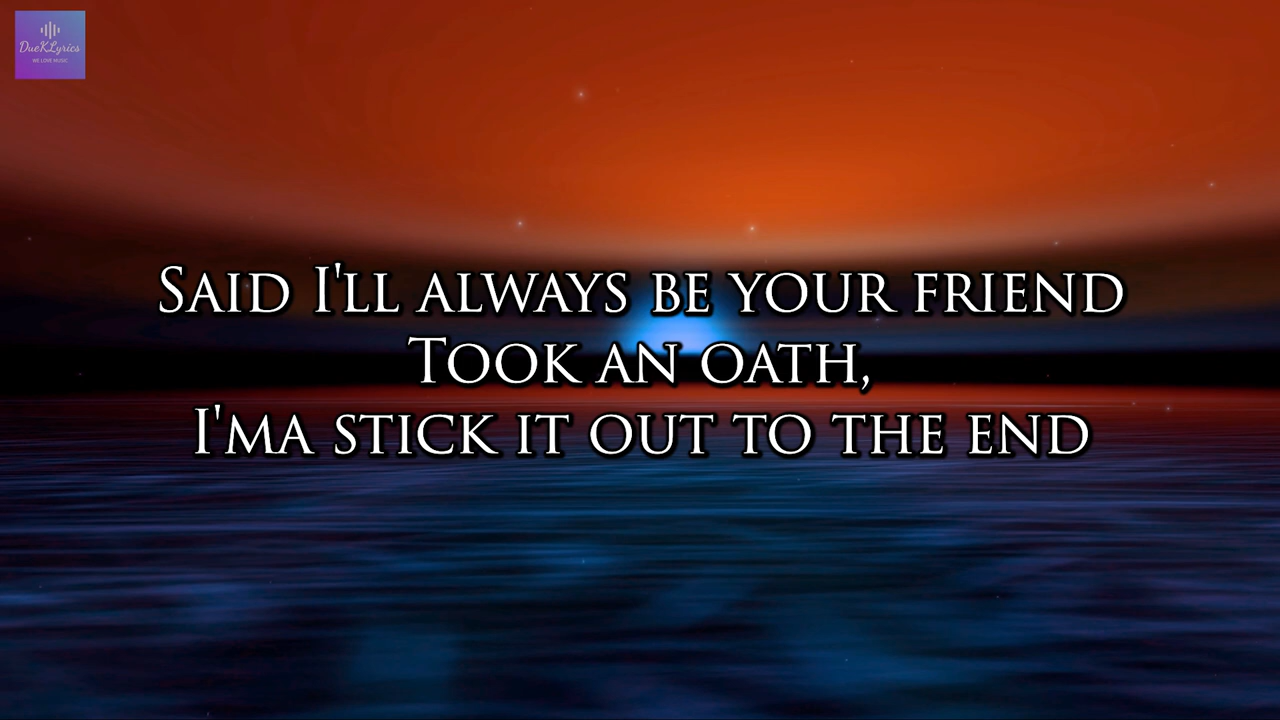 DueKLyrics
WE LOVE MUSIC
Said I'll always be your friend
Took an oath,
I'ma stick it out to the end